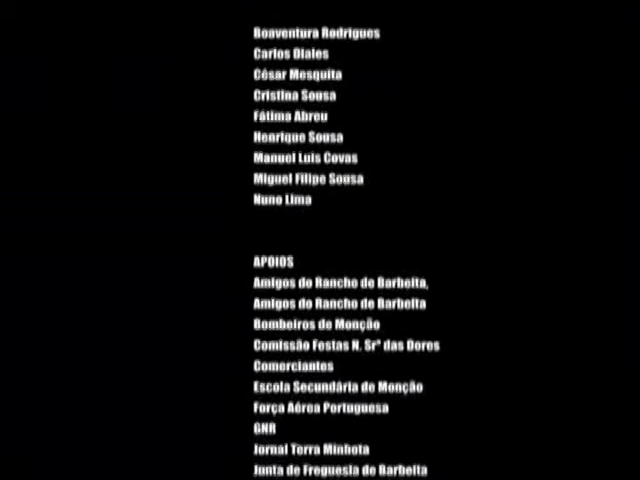 Boaventura Rodrigues
Carlos Diales
César Mesquita
Cristina Sousa
Fátima Abreu
Henrique Sousa
Manuel Luis Covas
Miguel Filipe Sousa
Nuno Lima
APOIOS
Amigos do Rancho de Barbeita,
Amigos do Rancho de Barbeita
Bombeiros de Monção
Comissão Festas N. Srª das Dores
Comerciantes
Escola Secundária de Monção
Força Aérea Portuguesa
GNR
Jornal Terra Minhota
Junta de Freguesia de Barbeita